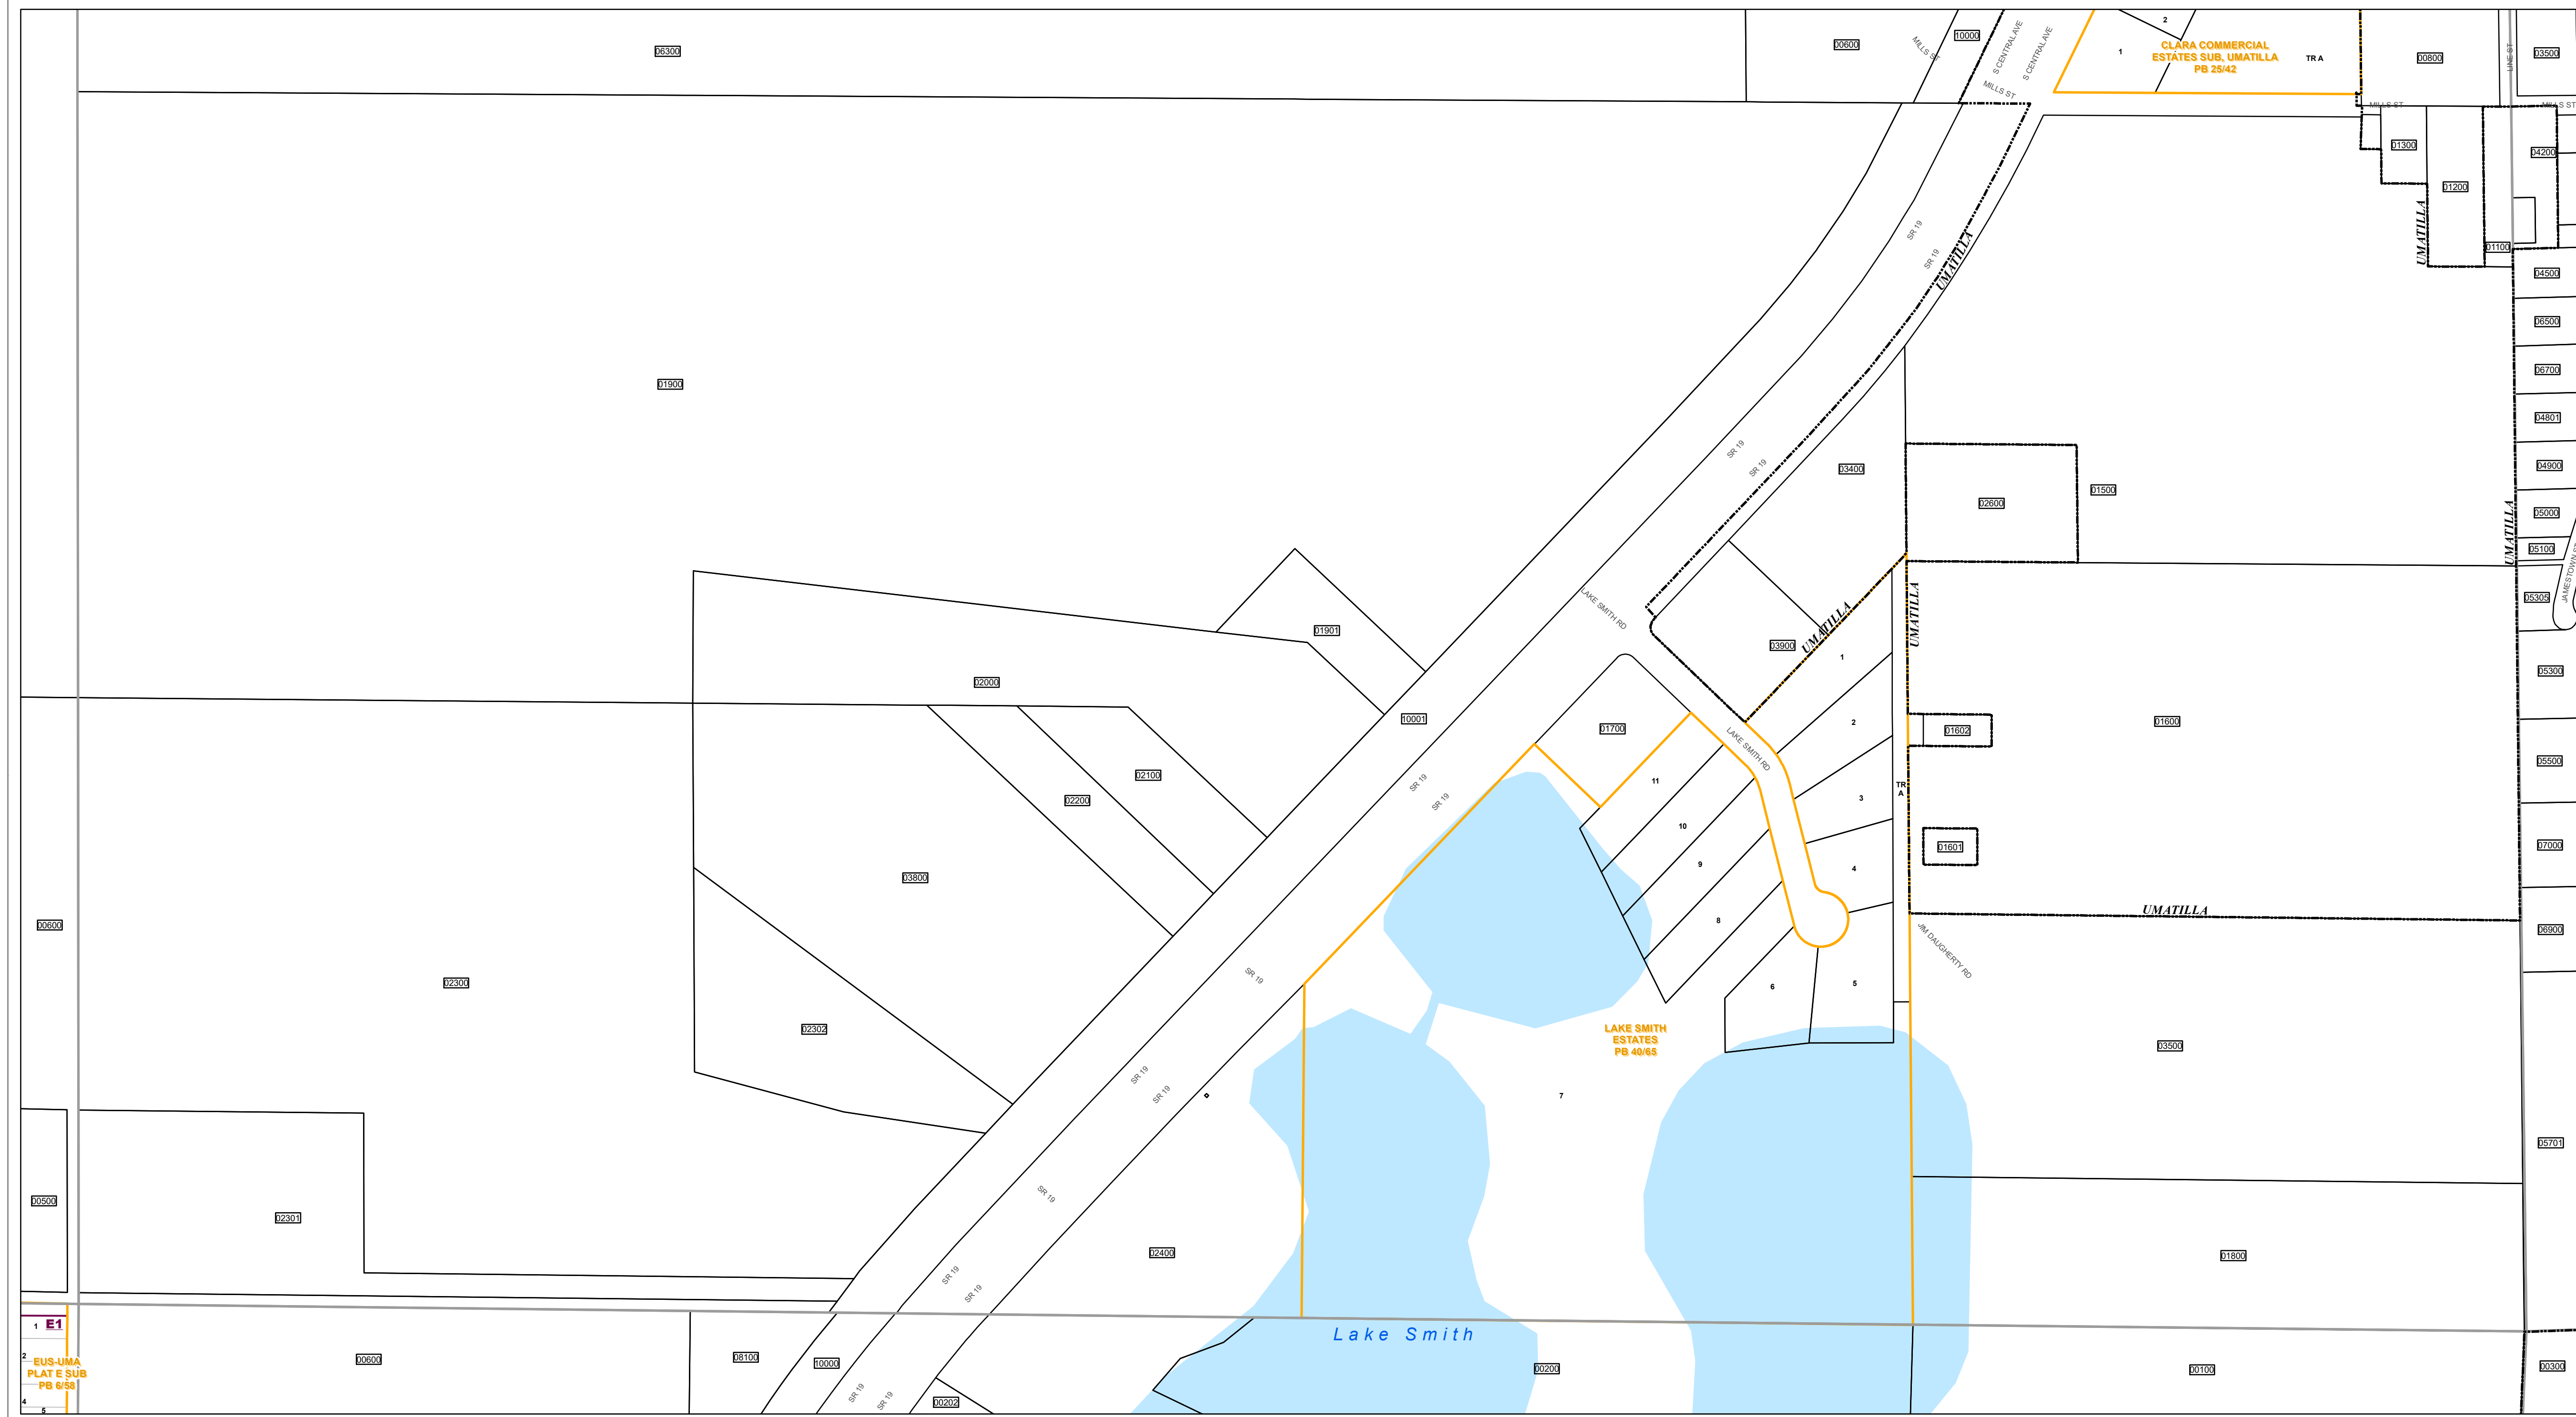 06300
00600
MILLS ST
10000
S CENTRAL AVE
S CENTRAL AVE
MILLS ST
2
1
CLARA COMMERCIAL
ESTATES SUB, UMATILLA
PB 25/42
TR A
00800
LINE ST
03500
MILLS ST
MILLS ST
01300
04200
01200
UMATILLA
01100
SR 19
SR 19
UMATILLA
04500
06500
06700
01900
04801
SR 19
SR 19
03400
04900
02600
01500
05000
UMATILLA
05100
JAMESTOWN ST
05305
LAKE SMITH RD
UMATILLA
UMATILLA
01901
03900
1
05300
02000
10001
01700
LAKE SMITH RD
2
01602
01600
05500
02100
02200
SR 19
SR 19
11
3
TR
A
10
01601
07000
9
4
03800
8
UMATILLA
00600
06900
JIM DAUGHERTY RD
02300
SR 19
6
5
02302
LAKE SMITH
ESTATES
PB 40/65
03500
SR 19
SR 19
7
05701
00500
02301
SR 19
02400
01800
SR 19
SR 19
1
E1
Lake Smith
2
EUS-UMA
PLAT E SUB
PB 6/58
00600
08100
10000
00200
00100
00300
SR 19
SR 19
00202
4
5